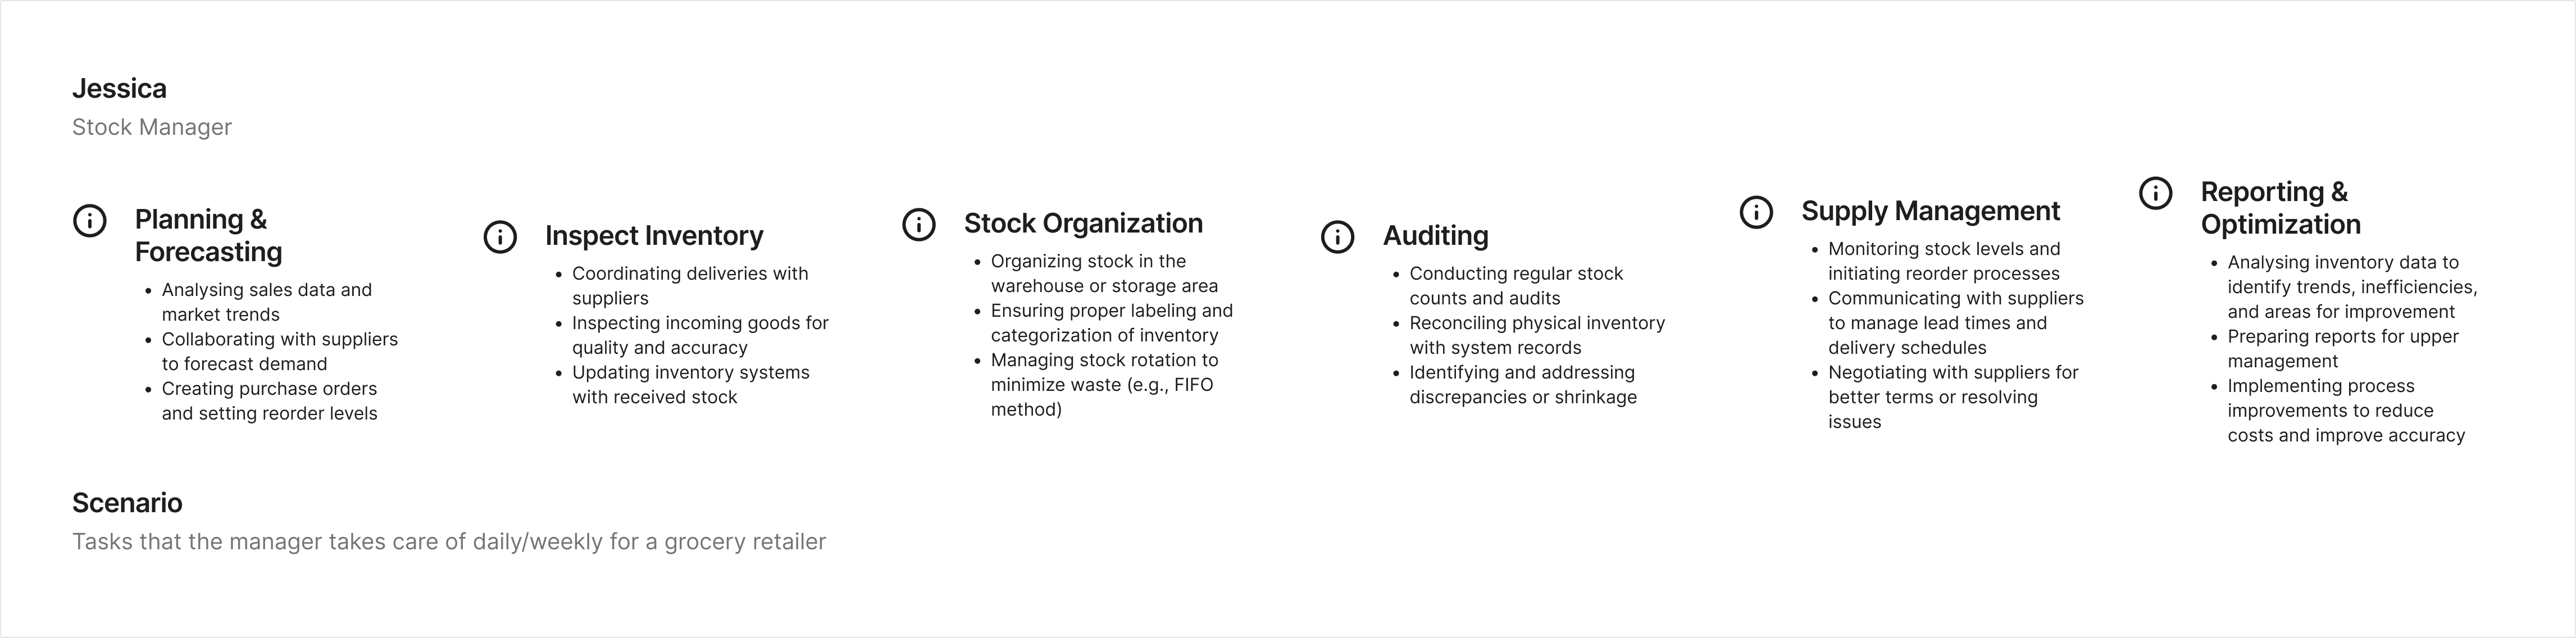 Jessica
Stock Manager
Planning &
Forecasting
• Analysing sales data and
market trends
• Collaborating with suppliers
to forecast demand
• Creating purchase orders
and setting reorder levels
Inspect Inventory
• Coordinating deliveries with
suppliers
• Inspecting incoming goods for
quality and accuracy
• Updating inventory systems
with received stock
Stock Organization
• Organizing stock in the
warehouse or storage area
• Ensuring proper labeling and
categorization of inventory
• Managing stock rotation to
minimize waste (e.g., FIFO
method)
Auditing
• Conducting regular stock
counts and audits
• Reconciling physical inventory
with system records
• Identifying and addressing
discrepancies or shrinkage
Supply Management
• Monitoring stock levels and
initiating reorder processes
• Communicating with suppliers
to manage lead times and
delivery schedules
• Negotiating with suppliers for
better terms or resolving
issues
Reporting &
Optimization
• Analysing inventory data to
identify trends, inefficiencies,
and areas for improvement
• Preparing reports for upper
management
• Implementing process
improvements to reduce
costs and improve accuracy
Scenario
Tasks that the manager takes care of daily/weekly for a grocery retailer